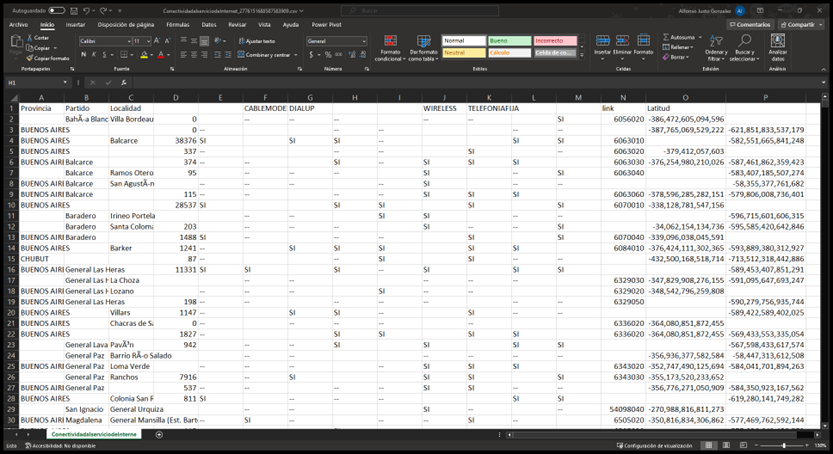 Autoguardado
ConectividadalserviciodeInternet_2776151688587583909.csv
Alfonso Justo Gonzalez AJ
Archivo Inicio Insertar Disposición de página Fórmulas Datos Revisar Vista Ayuda Power Pivot Comentarios Compartir
Pegar Cortar Copiar Copiar formato Portapapeles
Calibri 11 N K S Fuente
Ajustar texto Combinar y centrar Alineación
General Número
Formato condicional Dar formato como tabla
Normal Bueno Incorrecto
Neutral Cálculo Celda de co...
Estilos
Insertar Eliminar Formato Celdas
Autosuma Rellenar Borrar Ordenar y filtrar Buscar y seleccionar Edición
Analizar datos Análisis
H1 fx
A B C D E F G H I J K L M N O P
1 Provincia Partido Localidad CABLEMODE DIALUP WIRELESS TELEFONIAFIJA link Latitud
2 BahÃ­a Blanc Villa Bordeau 0 -- -- -- -- SI 6056020 -386,472,605,094,596
3 BUENOS AIRES 0 -- -- -- -- -- -387,765,069,529,222 -621,851,833,537,179
4 BUENOS AIRES Balcarce 38376 SI SI SI SI SI 6063010 -582,551,665,841,248
5 BUENOS AIRES 337 -- -- -- SI 6063020 -379,412,057,603
6 BUENOS AIRI Balcarce 374 -- -- SI -- SI SI SI 6063030 -376,254,980,210,026 -587,461,862,359,423
7 Balcarce Ramos Otero 95 -- -- -- SI SI 6063040 -583,407,185,507,274
8 BUENOS AIRI Balcarce San AgustÃ­n -- -- SI SI -- -- -58,355,377,761,682
9 BUENOS AIRI Balcarce 115 -- -- -- SI SI SI 6063060 -378,596,285,282,151 -579,806,008,736,401
10 BUENOS AIRES 28537 SI SI SI SI SI 6070010 -338,128,781,547,156
11 Baradero Irineo Portela -- -- SI SI -- -- -596,715,601,606,315
12 Baradero Santa Coloma 203 -- -- -- SI SI -34,062,154,134,736 -595,585,420,642,846
13 BUENOS AIRI Baradero 1488 SI -- SI SI -- 6070040 -339,096,038,045,591
14 BUENOS AIRES Barker 1241 -- SI SI SI SI SI SI 6084010 -376,424,111,302,365 -593,889,380,312,927
15 CHUBUT 87 -- -- -- SI SI -432,500,168,518,714 -713,512,318,442,886
16 BUENOS AIRI General Las Heras 11331 SI SI SI SI SI SI -589,453,407,851,291
17 General Las H La Choza -- -- -- -- -- 6329030 -347,829,908,276,155 -591,095,647,693,247
18 BUENOS AIRI General Las H Lozano -- -- SI -- -- 6329020 -348,542,796,259,808
19 BUENOS AIRI General Las Heras 198 -- -- -- -- -- 6329050 -590,279,756,935,744
20 BUENOS AIRES Villars 1147 -- SI SI SI SI -589,422,589,402,025
21 BUENOS AIRES Chacras de Sa 0 -- -- -- -- -- 6336020 -364,080,851,872,455
22 BUENOS AIRES 1827 -- SI SI SI SI 6336020 -364,080,851,872,455 -569,433,553,335,054
23 General Lava PavÃ³n 942 -- SI SI SI SI -567,598,433,617,574
24 General Paz Barrio RÃ­o Salado -- -- -- -- -356,936,377,582,584 -58,447,313,612,508
25 BUENOS AIRI General Paz Loma Verde -- -- SI SI SI 6343020 -352,747,490,125,694 -584,041,701,894,263
26 General Paz Ranchos 7916 SI SI SI SI 6343030 -355,173,520,233,652
27 BUENOS AIRI General Paz 537 -- -- -- SI SI -356,776,271,050,909 -584,350,923,167,562
28 BUENOS AIRES Colonia San F 811 SI SI -- SI SI -619,280,141,749,282
29 San Ignacio General Urquiza -- -- SI -- -- 54098040 -270,988,816,811,273
30 BUENOS AIRI Magdalena General Mansilla (Est. Barto SI -- -- SI SI SI 6505020 -350,816,834,306,862 -577,469,762,592,144
ConectividadalserviciodeInterne
Listo Accesibilidad: No disponible Configuración de visualización 130%